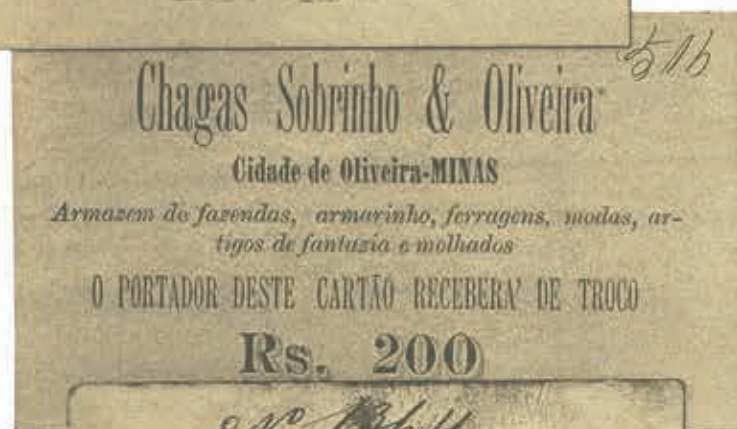 516
Chagas Sobrinho & Oliveira
Cidade de Oliveira-MINAS
Armazem de fazendas, armarinho, ferragens, modas, ar-
tigos de fantazia e molhados
O PORTADOR DESTE CARTÃO RECEBERA' DE TROCO
Rs. 200
Nº